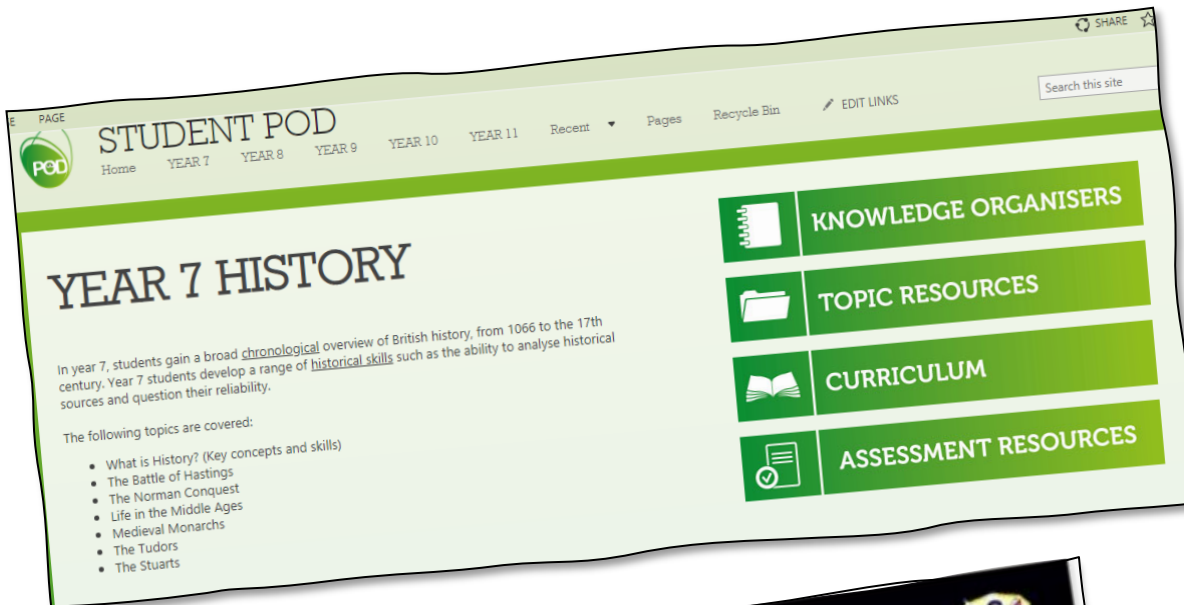 SHARE
E PAGE
POD
STUDENT POD
Home YEAR 7 YEAR 8 YEAR 9 YEAR 10 YEAR 11 Recent Pages Recycle Bin EDIT LINKS
Search this site
YEAR 7 HISTORY
In year 7, students gain a broad chronological overview of British history, from 1066 to the 17th
century. Year 7 students develop a range of historical skills such as the ability to analyse historical
sources and question their reliability.
The following topics are covered:
• What is History? (Key concepts and skills)
• The Battle of Hastings
• The Norman Conquest
• Life in the Middle Ages
• Medieval Monarchs
• The Tudors
• The Stuarts
KNOWLEDGE ORGANISERS
TOPIC RESOURCES
CURRICULUM
ASSESSMENT RESOURCES